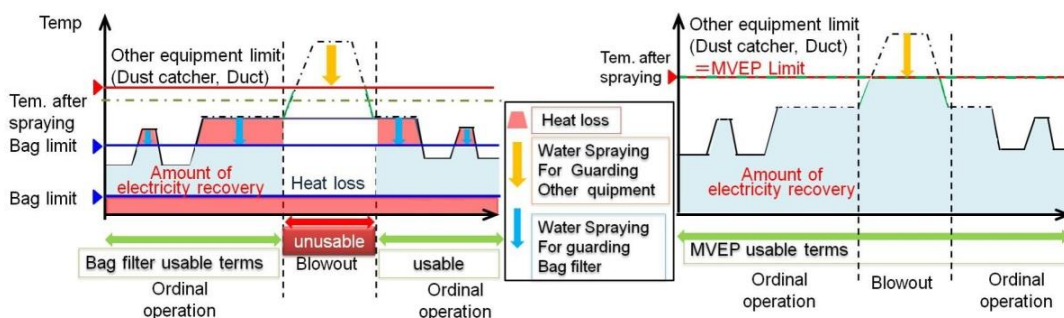 Temp
Other equipment limit
(Dust catcher, Duct)
Tem. after
spraying
Bag limit
Amount of
electricity recovery
Heat loss
Bag limit
unusable
Bag filter usable terms
Blowout
usable
Ordinal
operation
Ordinal
operation
Heat loss
Water Spraying
For Guarding
Other quipment
Water Spraying
For guarding
Bag filter
Other equipment limit
(Dust catcher, Duct)
=MVEP Limit
Tem. after
spraying
Amount of
electricity recovery
MVEP usable terms
Ordinal
operation
Blowout
Ordinal
operation